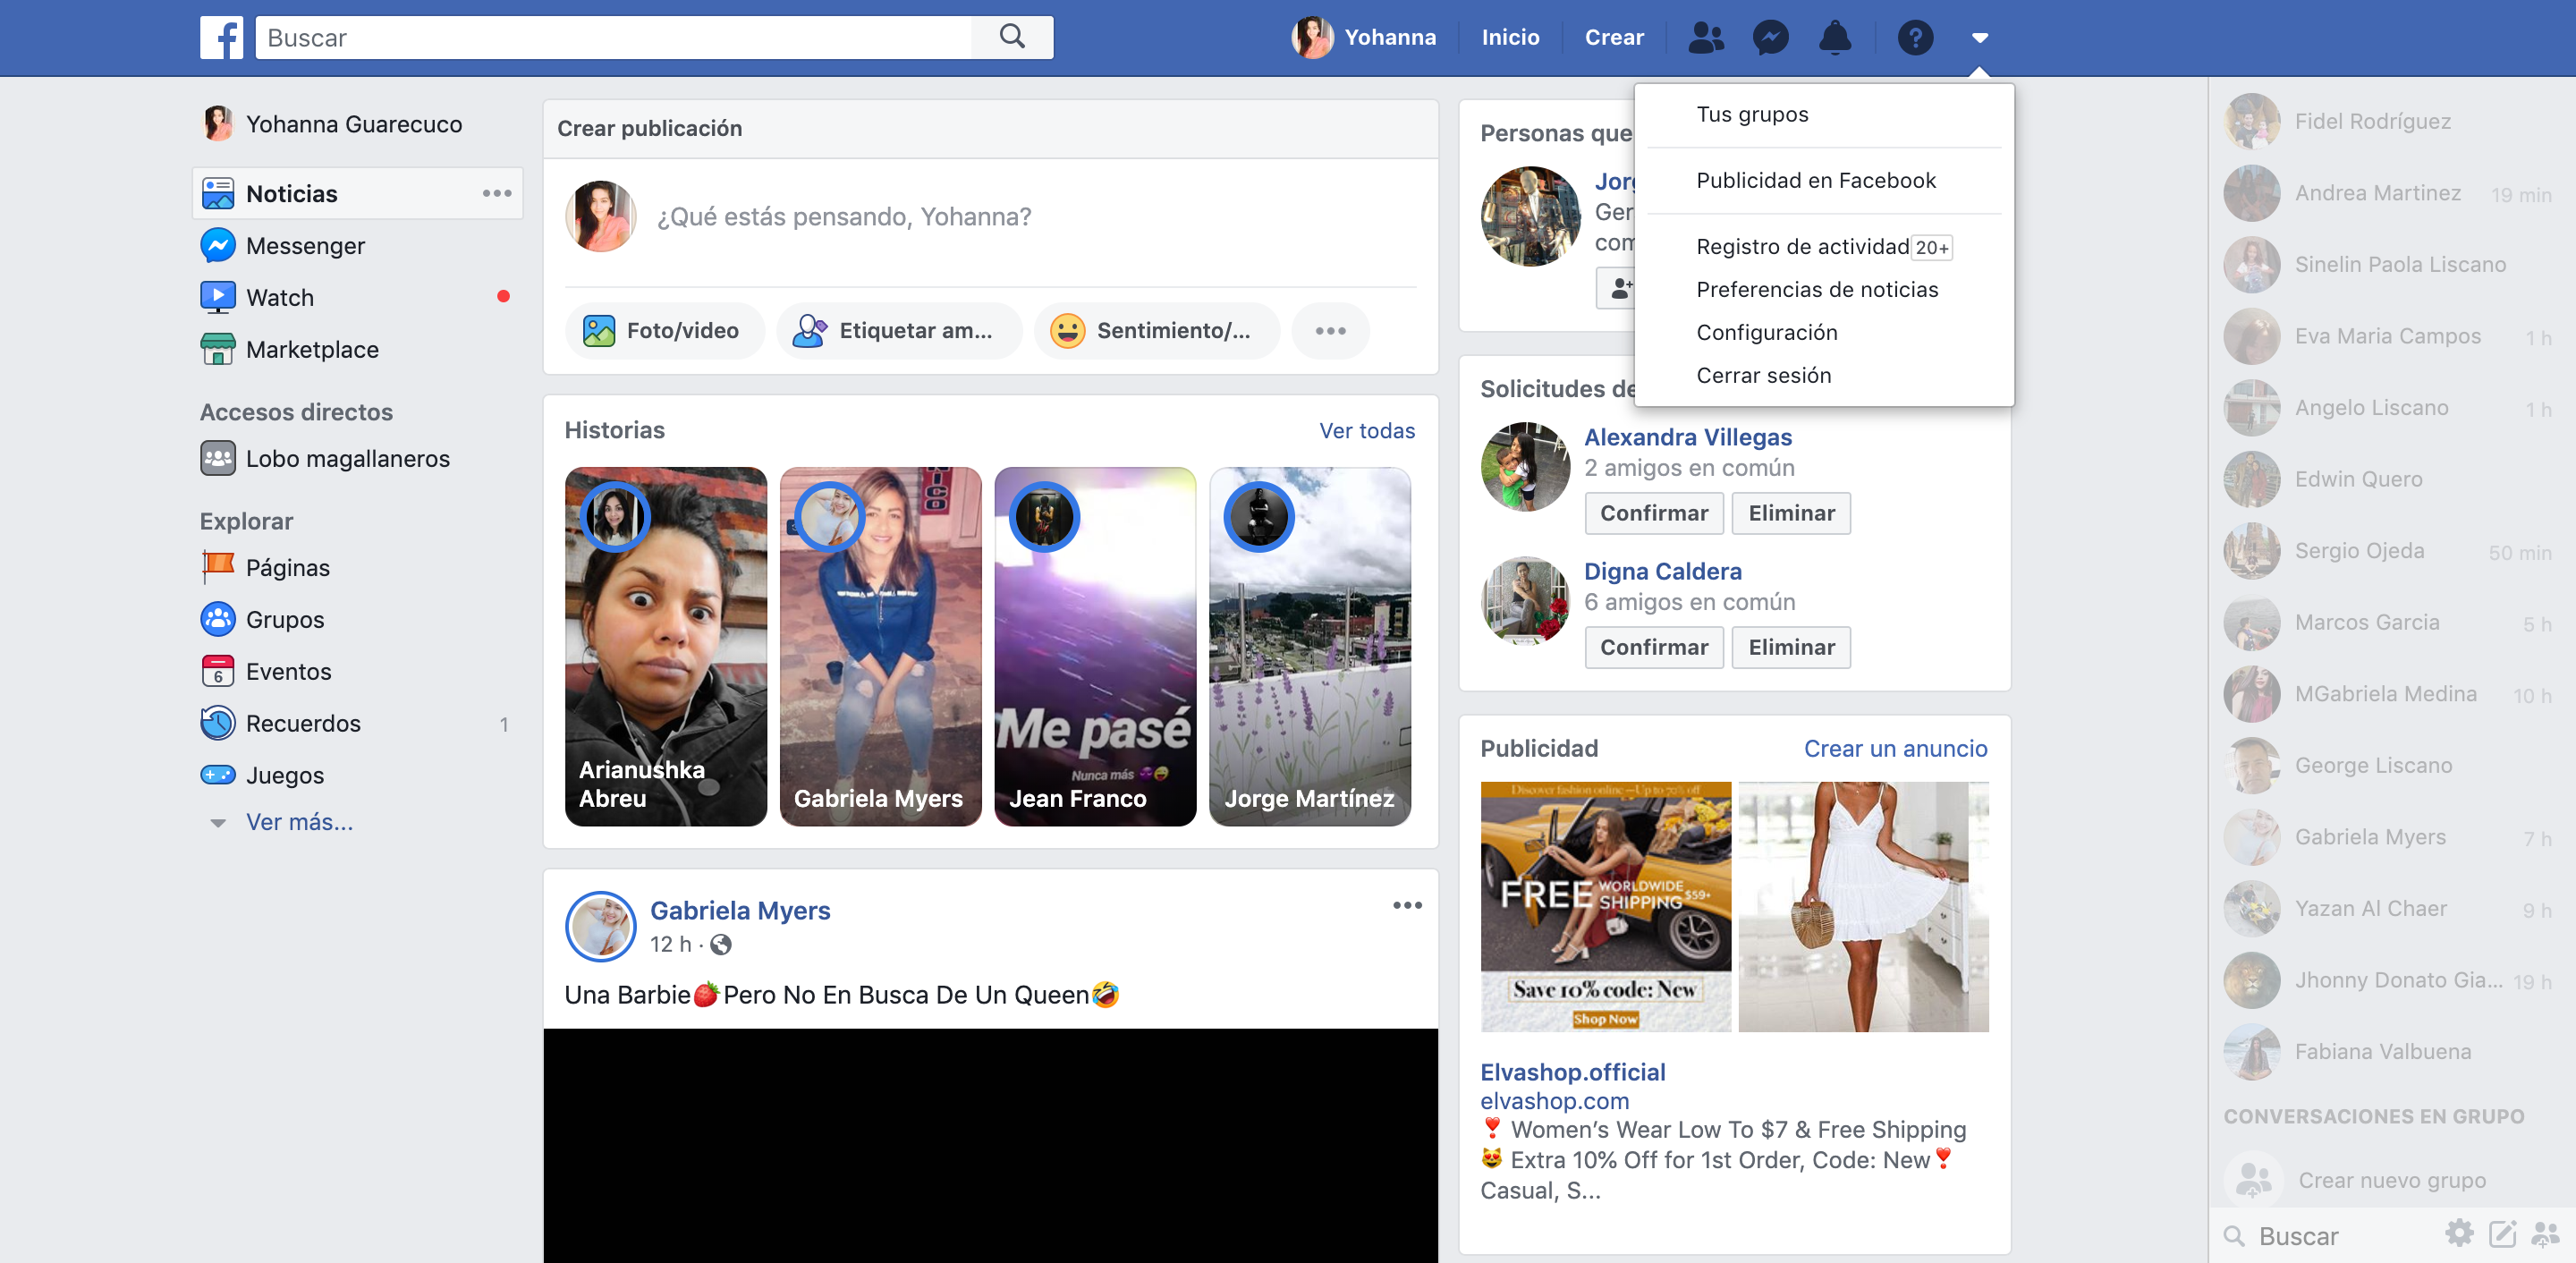 Buscar
Yohanna
Inicio
Crear
Yohanna Guarecuco
Noticias
Messenger
Watch
Marketplace
Accesos directos
Lobo magallaneros
Explorar
Páginas
Grupos
6
Eventos
Recuerdos 1
Juegos
Ver más...
Crear publicación
¿Qué estás pensando, Yohanna?
Foto/video
Etiquetar am...
Sentimiento/...
Historias
Ver todas
Arianushka
Abreu
Gabriela Myers
Me pasé
Nunca más
Jean Franco
Jorge Martínez
Gabriela Myers
12 h ·
Una Barbie🍓Pero No En Busca De Un Queen🤣
Personas que
Jor
Ger
com
Tus grupos
Publicidad en Facebook
Registro de actividad 20+
Preferencias de noticias
Configuración
Cerrar sesión
Solicitudes de
Alexandra Villegas
2 amigos en común
Confirmar Eliminar
Digna Caldera
6 amigos en común
Confirmar Eliminar
Publicidad
Crear un anuncio
Discover fashion online—Up to 70% off
FREE WORLDWIDE SHIPPING $59+
Save 10% code: New
Shop Now
Elvashop.official
elvashop.com
❣️ Women’s Wear Low To $7 & Free Shipping
😻 Extra 10% Off for 1st Order, Code: New❣️
Casual, S...
Fidel Rodríguez
Andrea Martinez 19 min
Sinelin Paola Liscano
Eva Maria Campos 1 h
Angelo Liscano 1 h
Edwin Quero
Sergio Ojeda 50 min
Marcos Garcia 5 h
MGabriela Medina 10 h
George Liscano
Gabriela Myers 7 h
Yazan Al Chaer 9 h
Jhonny Donato Gia... 19 h
Fabiana Valbuena
CONVERSACIONES EN GRUPO
Crear nuevo grupo
Buscar